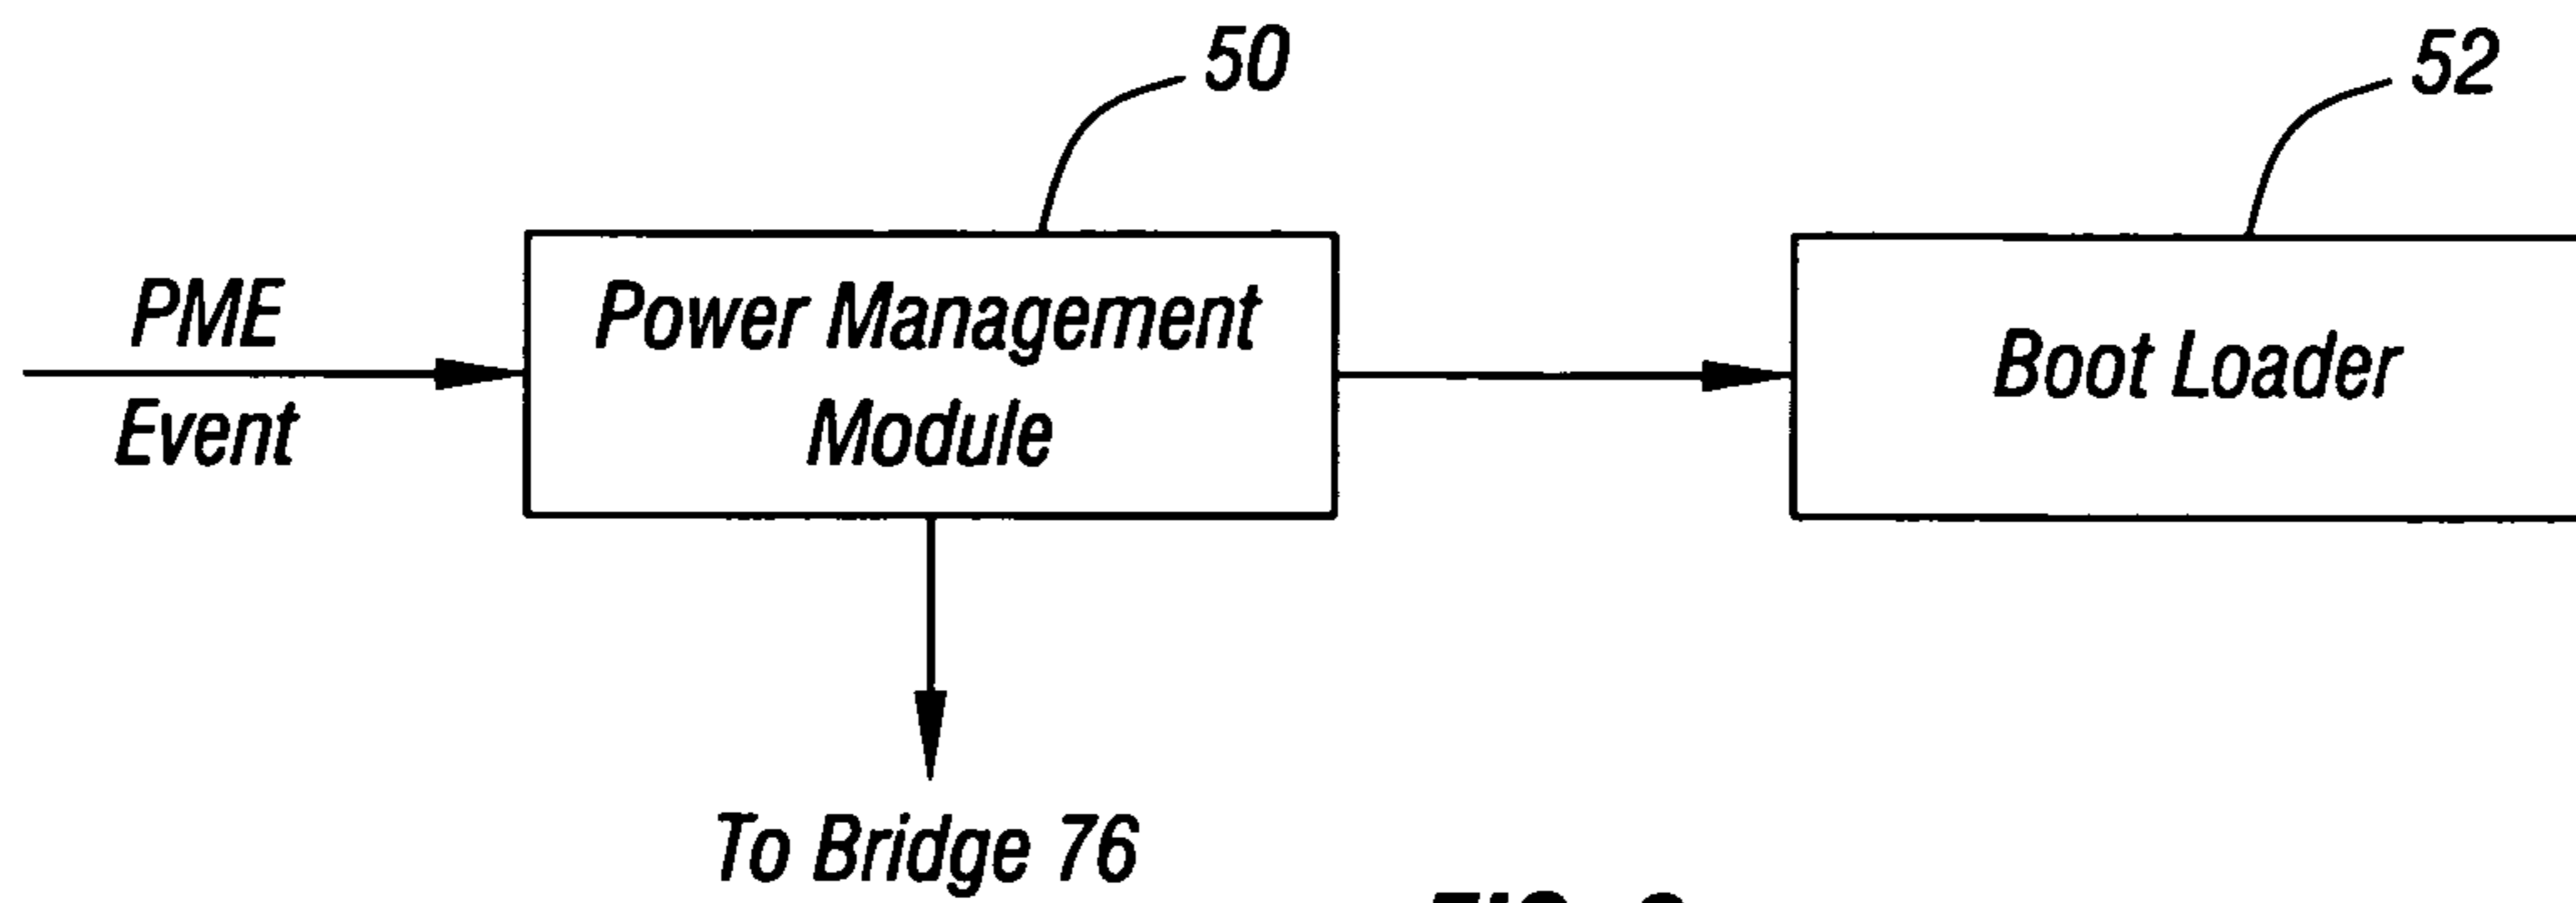 50
52
PME
Event
Power Management
Module
Boot Loader
To Bridge 76